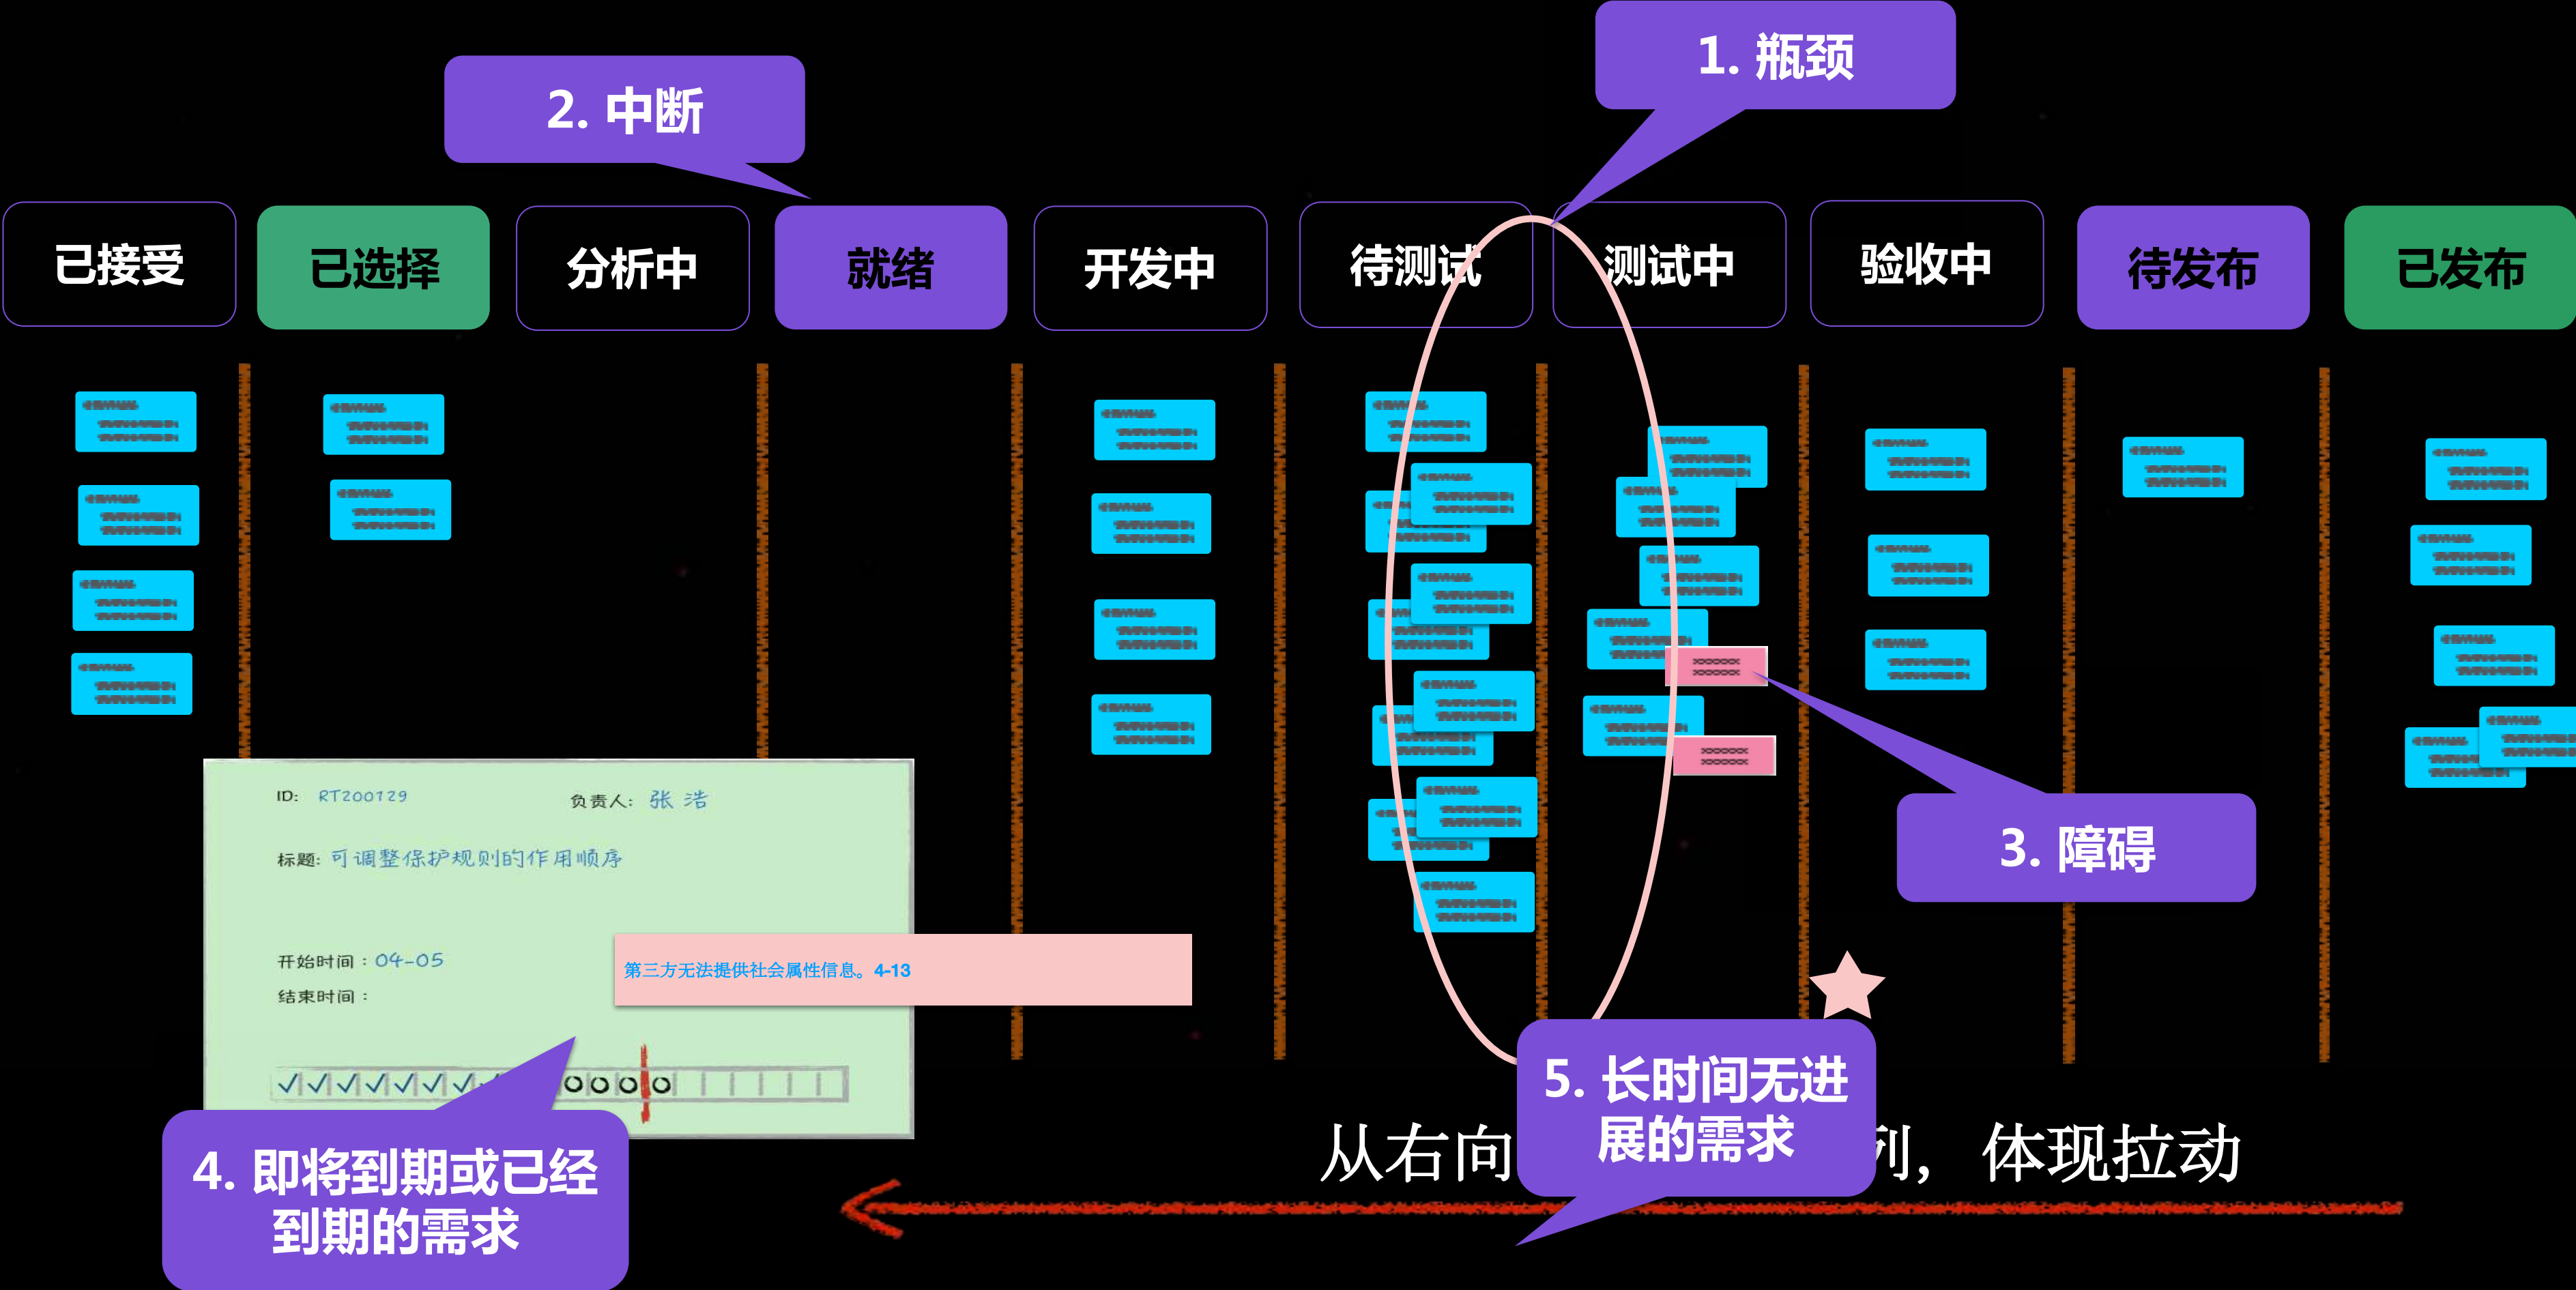 1. 瓶颈
2. 中断
已接受
已选择
分析中
就绪
开发中
待测试
测试中
验收中
待发布
已发布
3. 障碍
ID: RT200129
负责人: 张 浩
标题: 可调整保护规则的作用顺序
开始时间：04-05
结束时间：
第三方无法提供社会属性信息。4-13
4. 即将到期或已经
到期的需求
5. 长时间无进
展的需求
从右向
列，体现拉动